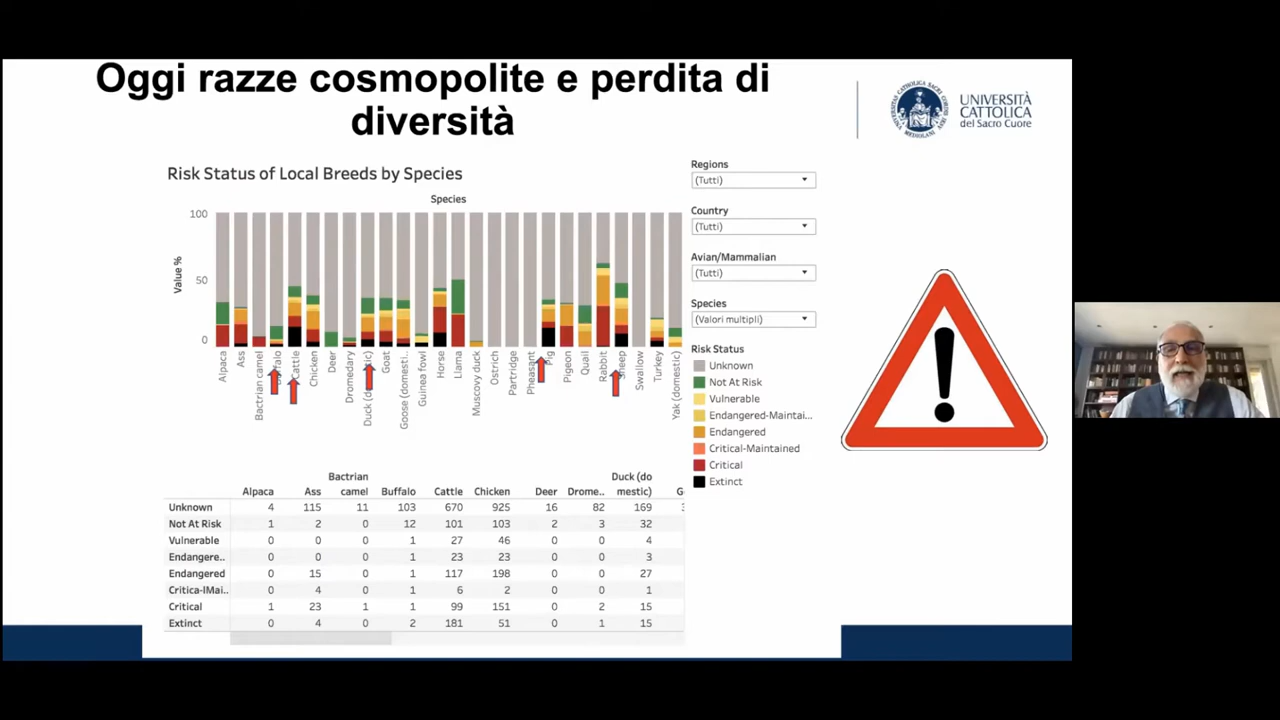 Oggi razze cosmopolite e perdita di
diversità
UNIVERSITÀ
CATTOLICA
del Sacro Cuore
Risk Status of Local Breeds by Species
Species
Value %
100
50
0
Alpaca
Ass
Bactrian camel
Cattle
Chicken
Deer
Dromedary
Goat
Goose (domesti..
Guinea fowl
Horse
Llama
Muscovy duck
Ostrich
Partridge
Pheasant
Pig
Pigeon
Quail
Rabbit
Sheep
Swallow
Turkey
Yak (domestic)
Regions
(Tutti)
Country
(Tutti)
Avian/Mammalian
(Tutti)
Species
(Valori multipli)
Risk Status
Unknown
Not At Risk
Vulnerable
Endangered-Maintai...
Endangered
Critical-Maintained
Critical
Extinct
!
Alpaca Ass Bactrian camel Buffalo Cattle Chicken Deer Drome.. Duck (do mestic) G
Unknown 4 115 11 103 670 925 16 82 169
Not At Risk 1 2 0 12 101 103 2 3 32
Vulnerable 0 0 0 1 27 46 0 0 4
Endangere.. 0 0 0 1 23 23 0 0 3
Endangered 0 15 0 1 117 198 0 0 27
Critica-lMai.. 0 4 0 1 6 2 0 0 1
Critical 1 23 1 1 99 151 0 2 15
Extinct 0 4 0 2 181 51 0 1 15